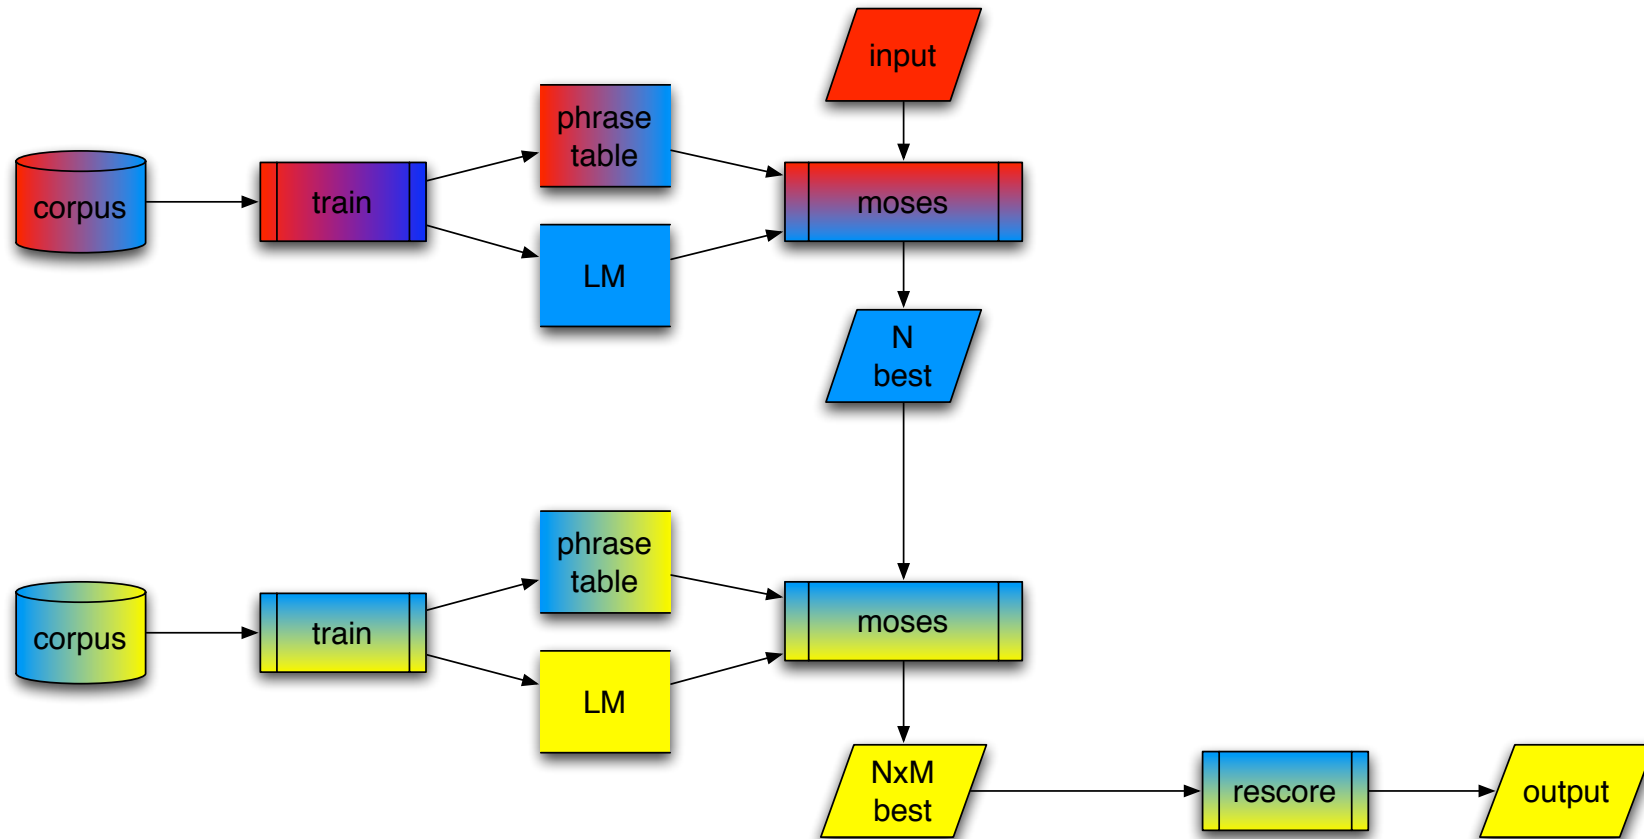 input
phrase
table
corpus
train
moses
LM
N
best
phrase
table
corpus
train
moses
LM
NxM
best
rescore
output